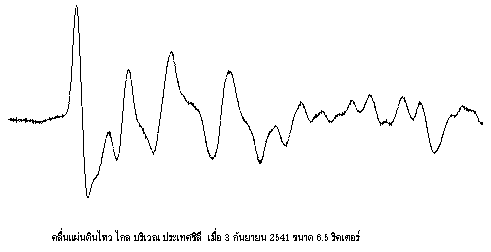 คลื่นแผ่นดินไหว ไกล บริเวณ ประเทศชิลี เมื่อ 3 กันยายน 2541 ขนาด 6.5 ริคเตอร์